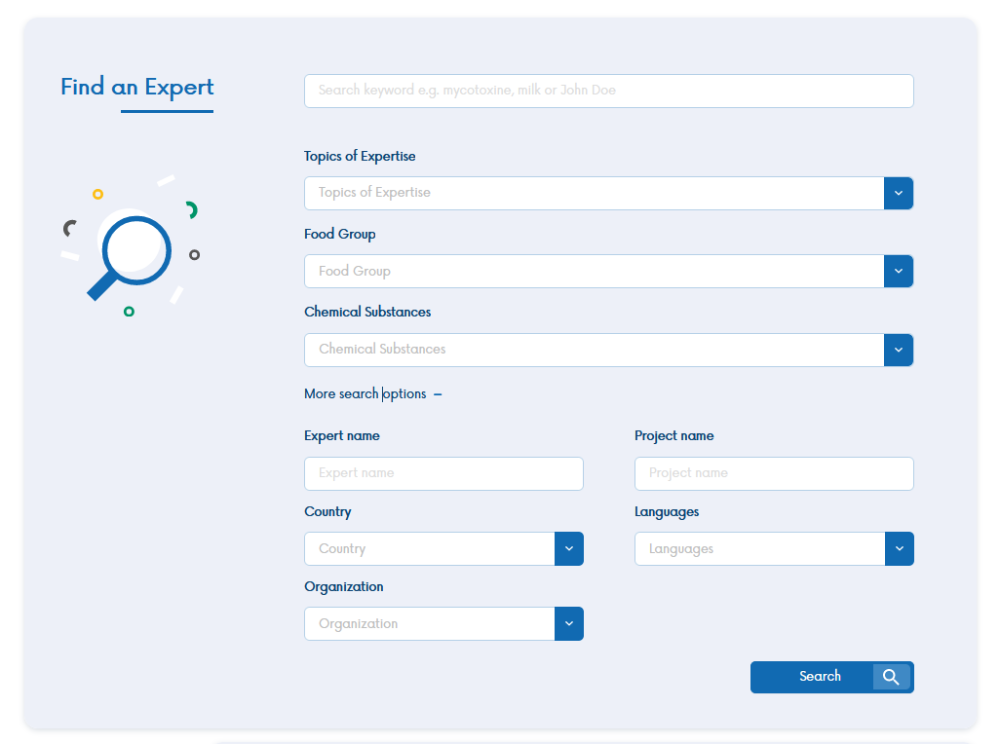 Find an Expert
Search keyword e.g. mycotoxine, milk or John Doe
Topics of Expertise
Topics of Expertise
Food Group
Food Group
Chemical Substances
Chemical Substances
More search options –
Expert name
Project name
Expert name
Project name
Country
Languages
Country
Languages
Organization
Organization
Search